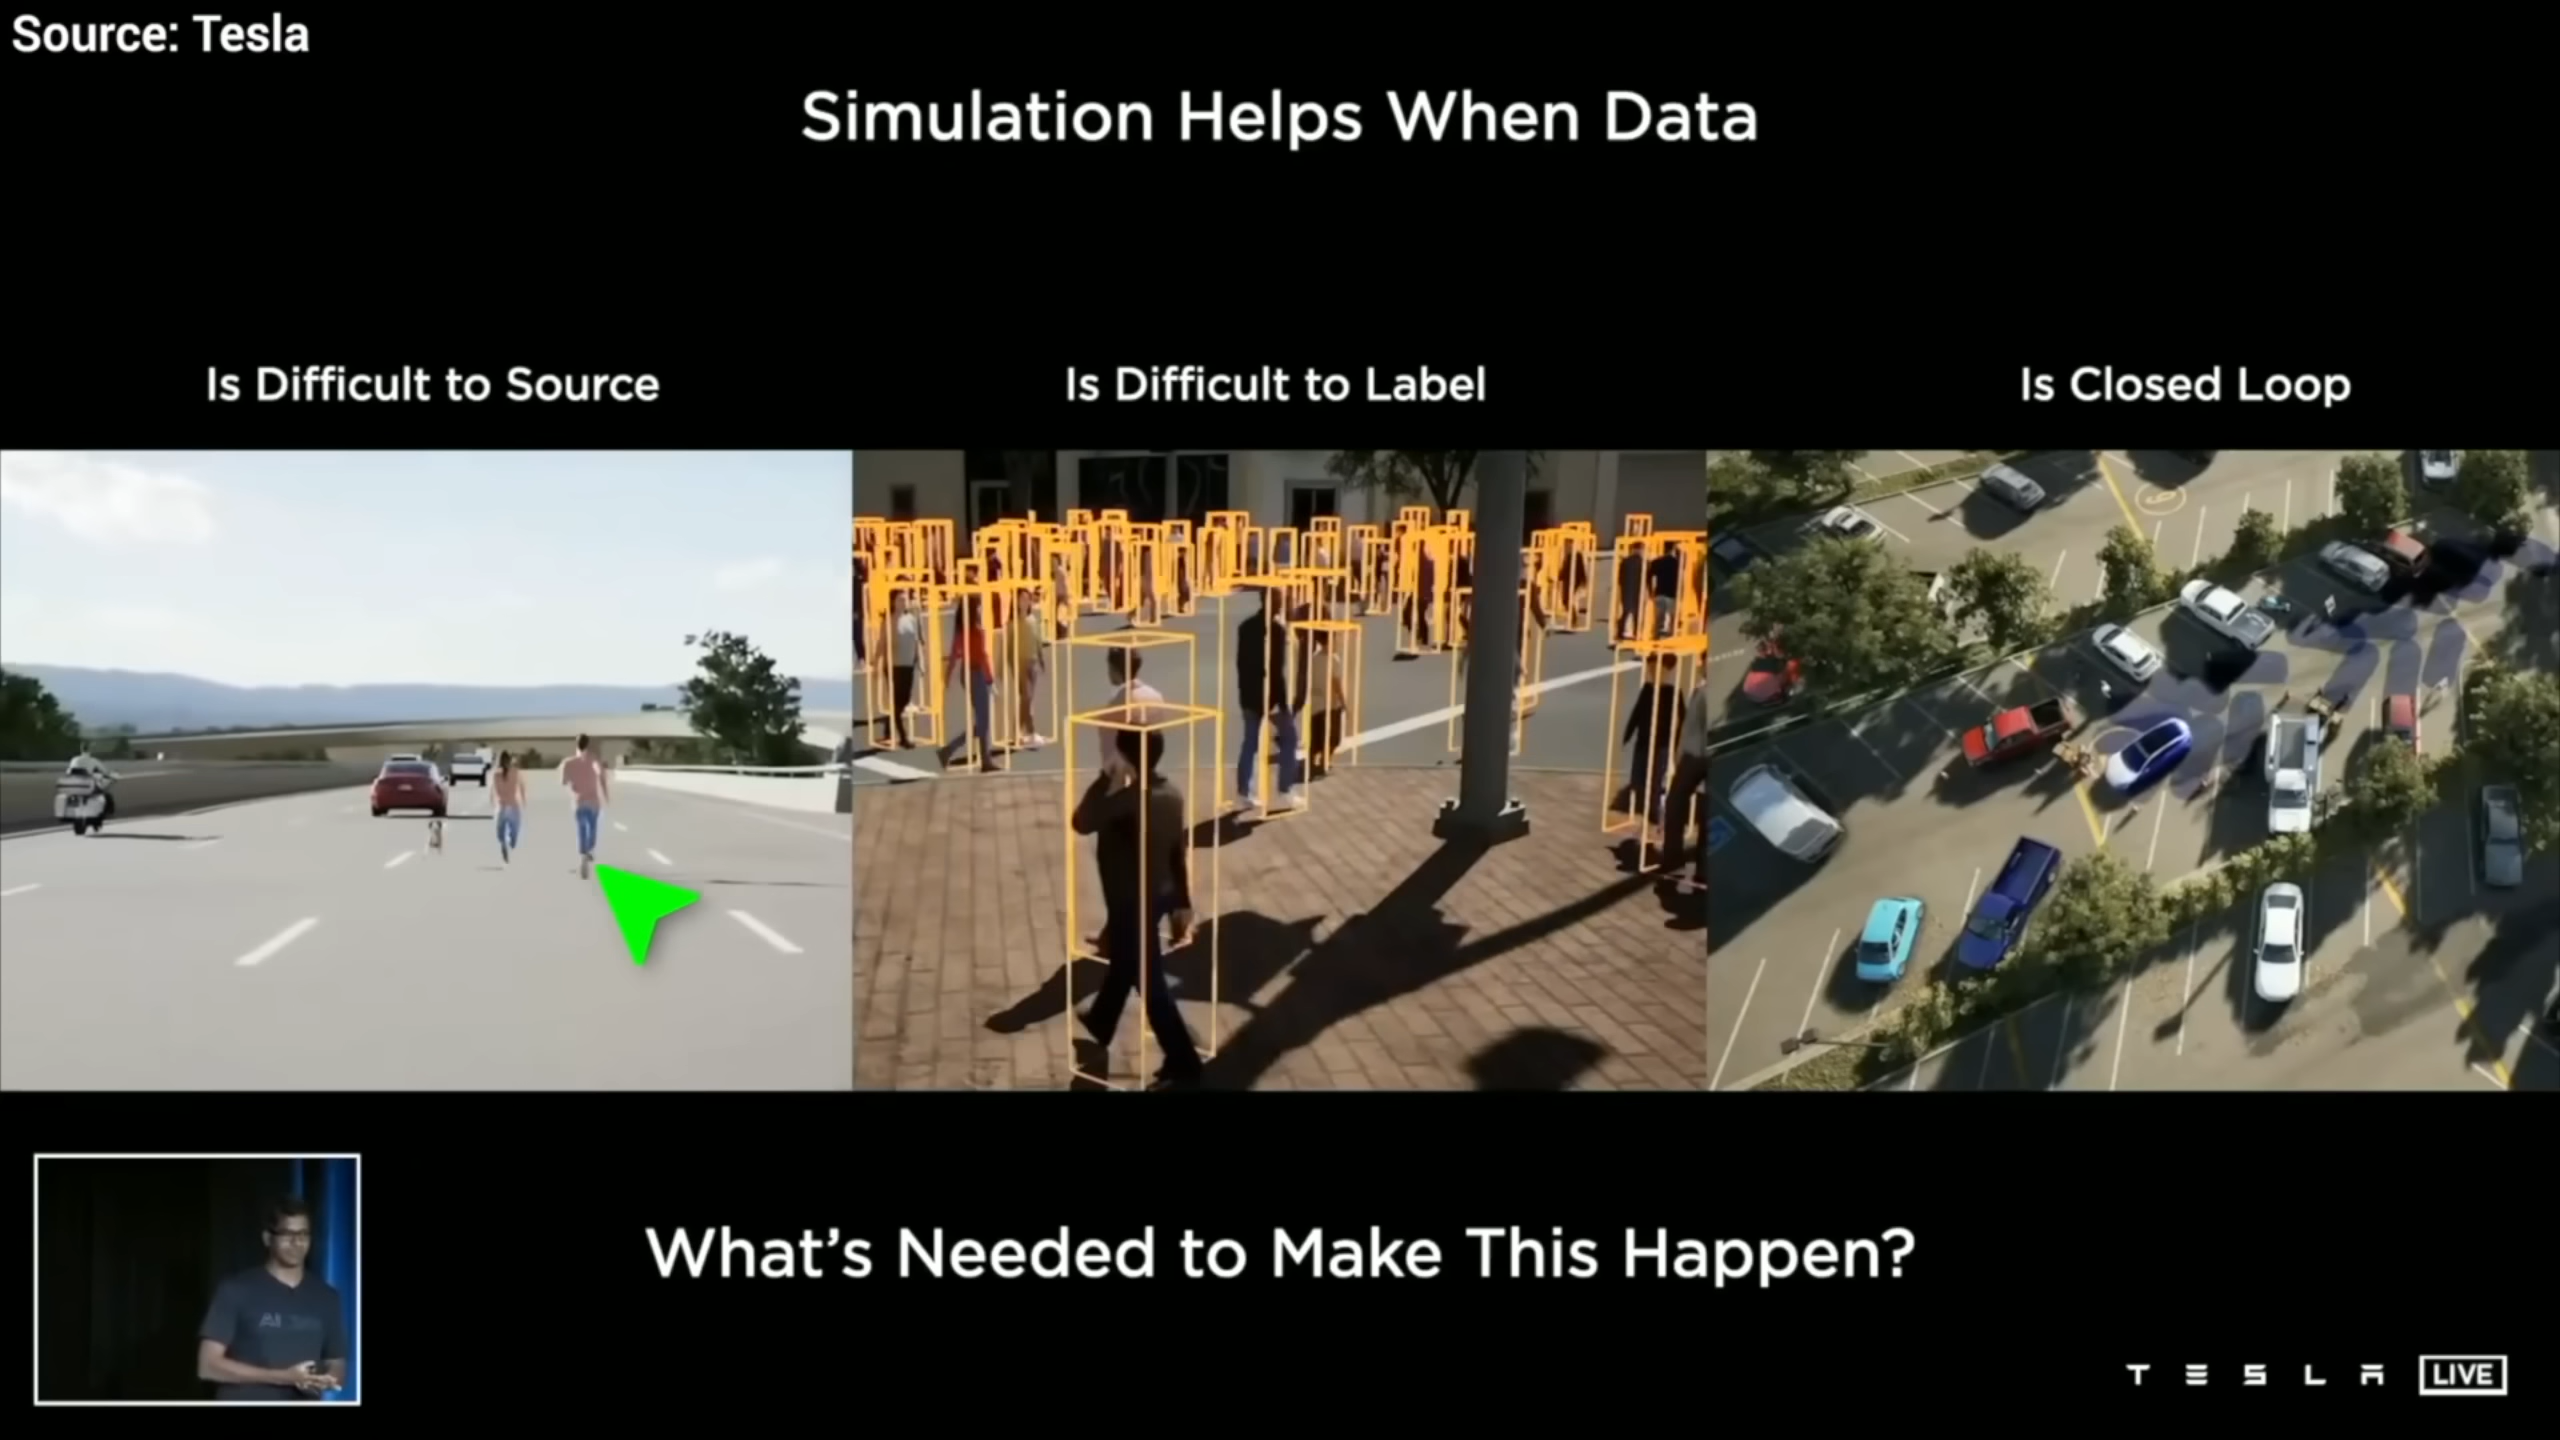 Source: Tesla
Simulation Helps When Data
Is Difficult to Source
Is Difficult to Label
Is Closed Loop
What's Needed to Make This Happen?
TESLA LIVE
AI